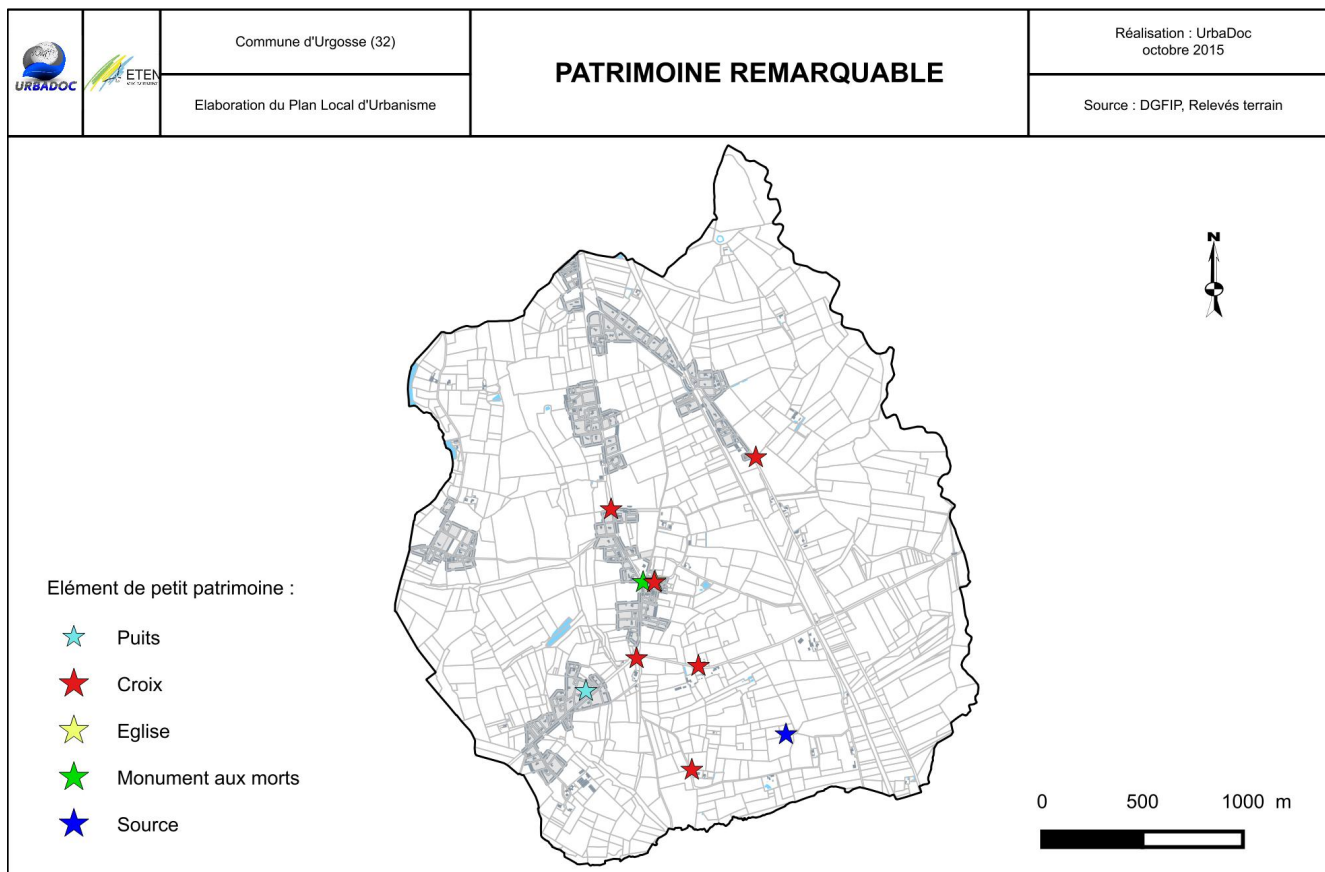 URBADOC
ETEN
Commune d'Urgosse (32)
Elaboration du Plan Local d'Urbanisme
PATRIMOINE REMARQUABLE
Réalisation : UrbaDoc
octobre 2015
Source : DGFIP, Relevés terrain
N
Elément de petit patrimoine :
Puits
Croix
Eglise
Monument aux morts
Source
0 500 1000 m